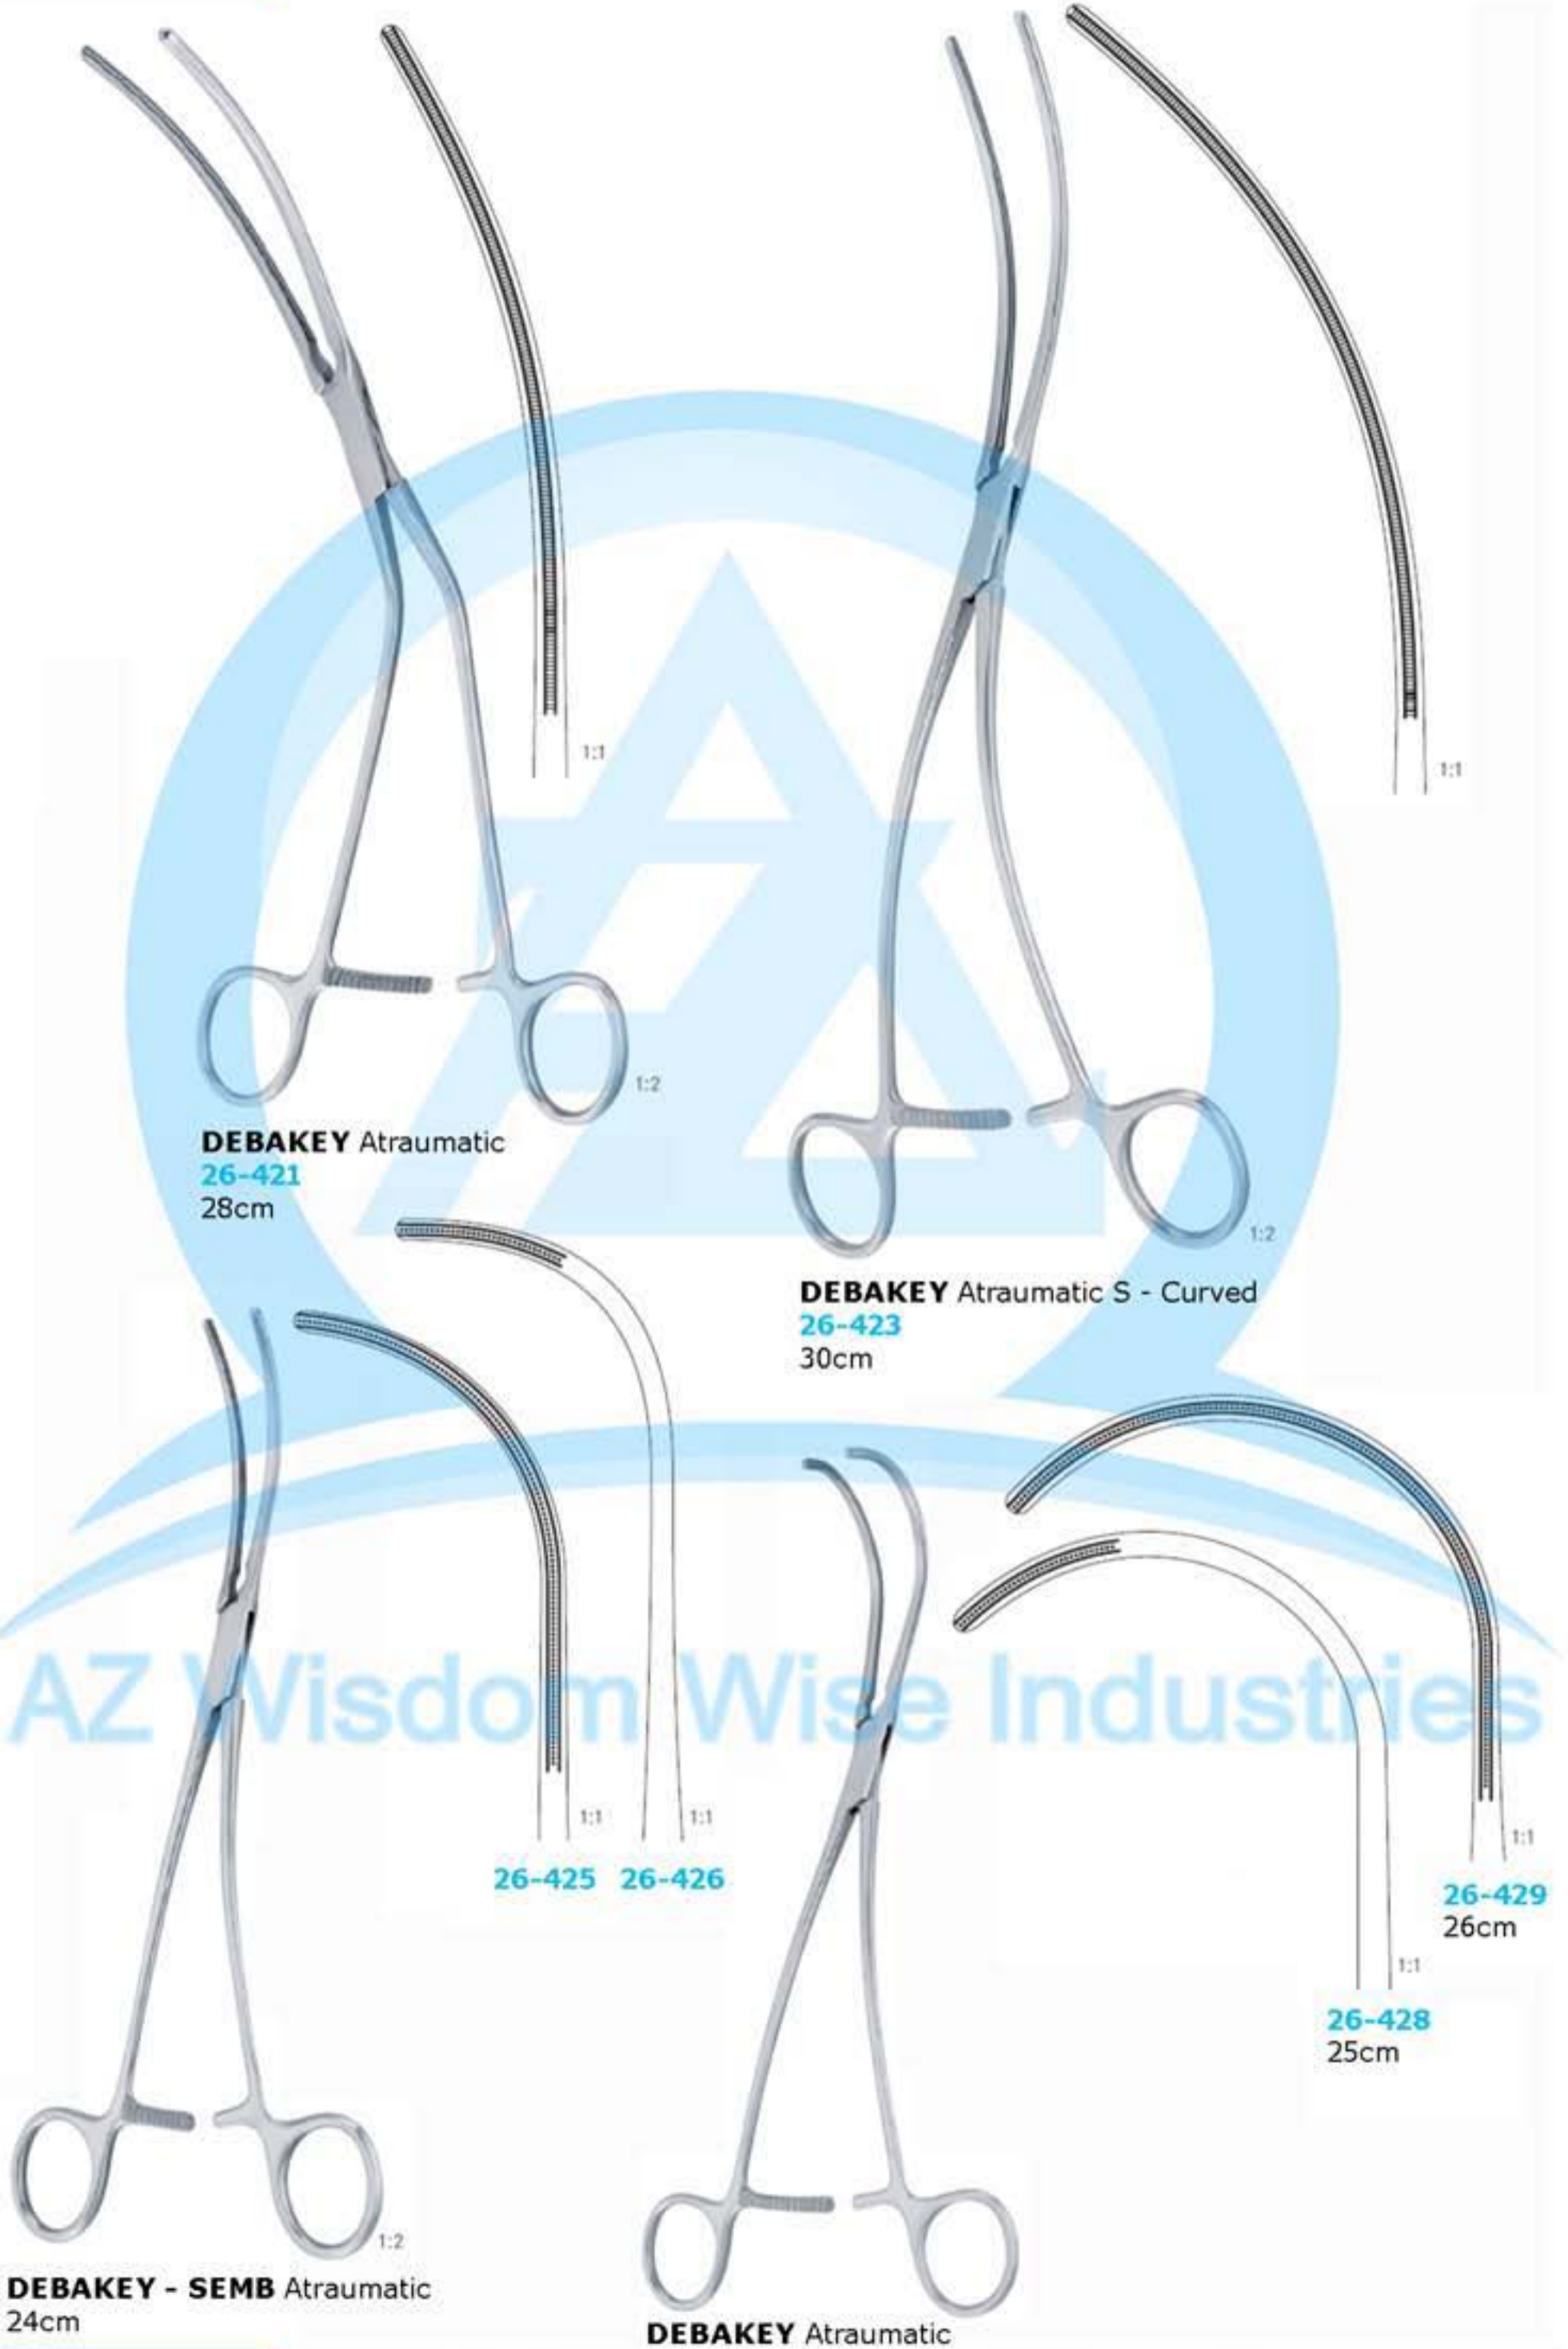 1:1
1:1
1:2
DEBAKEY Atraumatic
26-421
28cm
1:2
DEBAKEY Atraumatic S - Curved
26-423
30cm
AZ Wisdom Wise Industries
1:1
1:1
26-425 26-426
1:1
26-429
26cm
1:1
26-428
25cm
1:2
DEBAKEY - SEMB Atraumatic
24cm
DEBAKEY Atraumatic